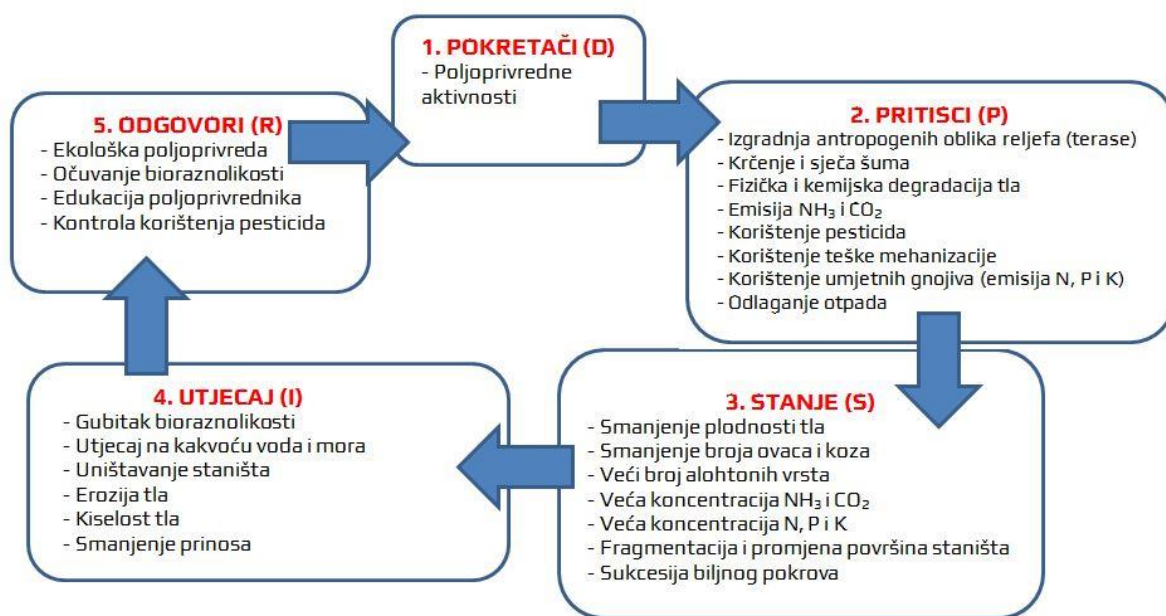 1. POKRETAČI (D)
- Poljoprivredne
aktivnosti
2. PRITISCI (P)
- Izgradnja antropogenih oblika reljefa (terase)
- Krčenje i sječa šuma
- Fizička i kemijska degradacija tla
- Emisija NH₃ i CO₂
- Korištenje pesticida
- Korištenje teške mehanizacije
- Korištenje umjetnih gnojiva (emisija N, P i K)
- Odlaganje otpada
3. STANJE (S)
- Smanjenje plodnosti tla
- Smanjenje broja ovaca i koza
- Veći broj alohtonih vrsta
- Veća koncentracija NH₃ i CO₂
- Veća koncentracija N, P i K
- Fragmentacija i promjena površina staništa
- Sukcesija biljnog pokrova
4. UTJECAJ (I)
- Gubitak bioraznolikosti
- Utjecaj na kakvoću voda i mora
- Uništavanje staništa
- Erozija tla
- Kiselost tla
- Smanjenje prinosa
5. ODGOVORI (R)
- Ekološka poljoprivreda
- Očuvanje bioraznolikosti
- Edukacija poljoprivrednika
- Kontrola korištenja pesticida